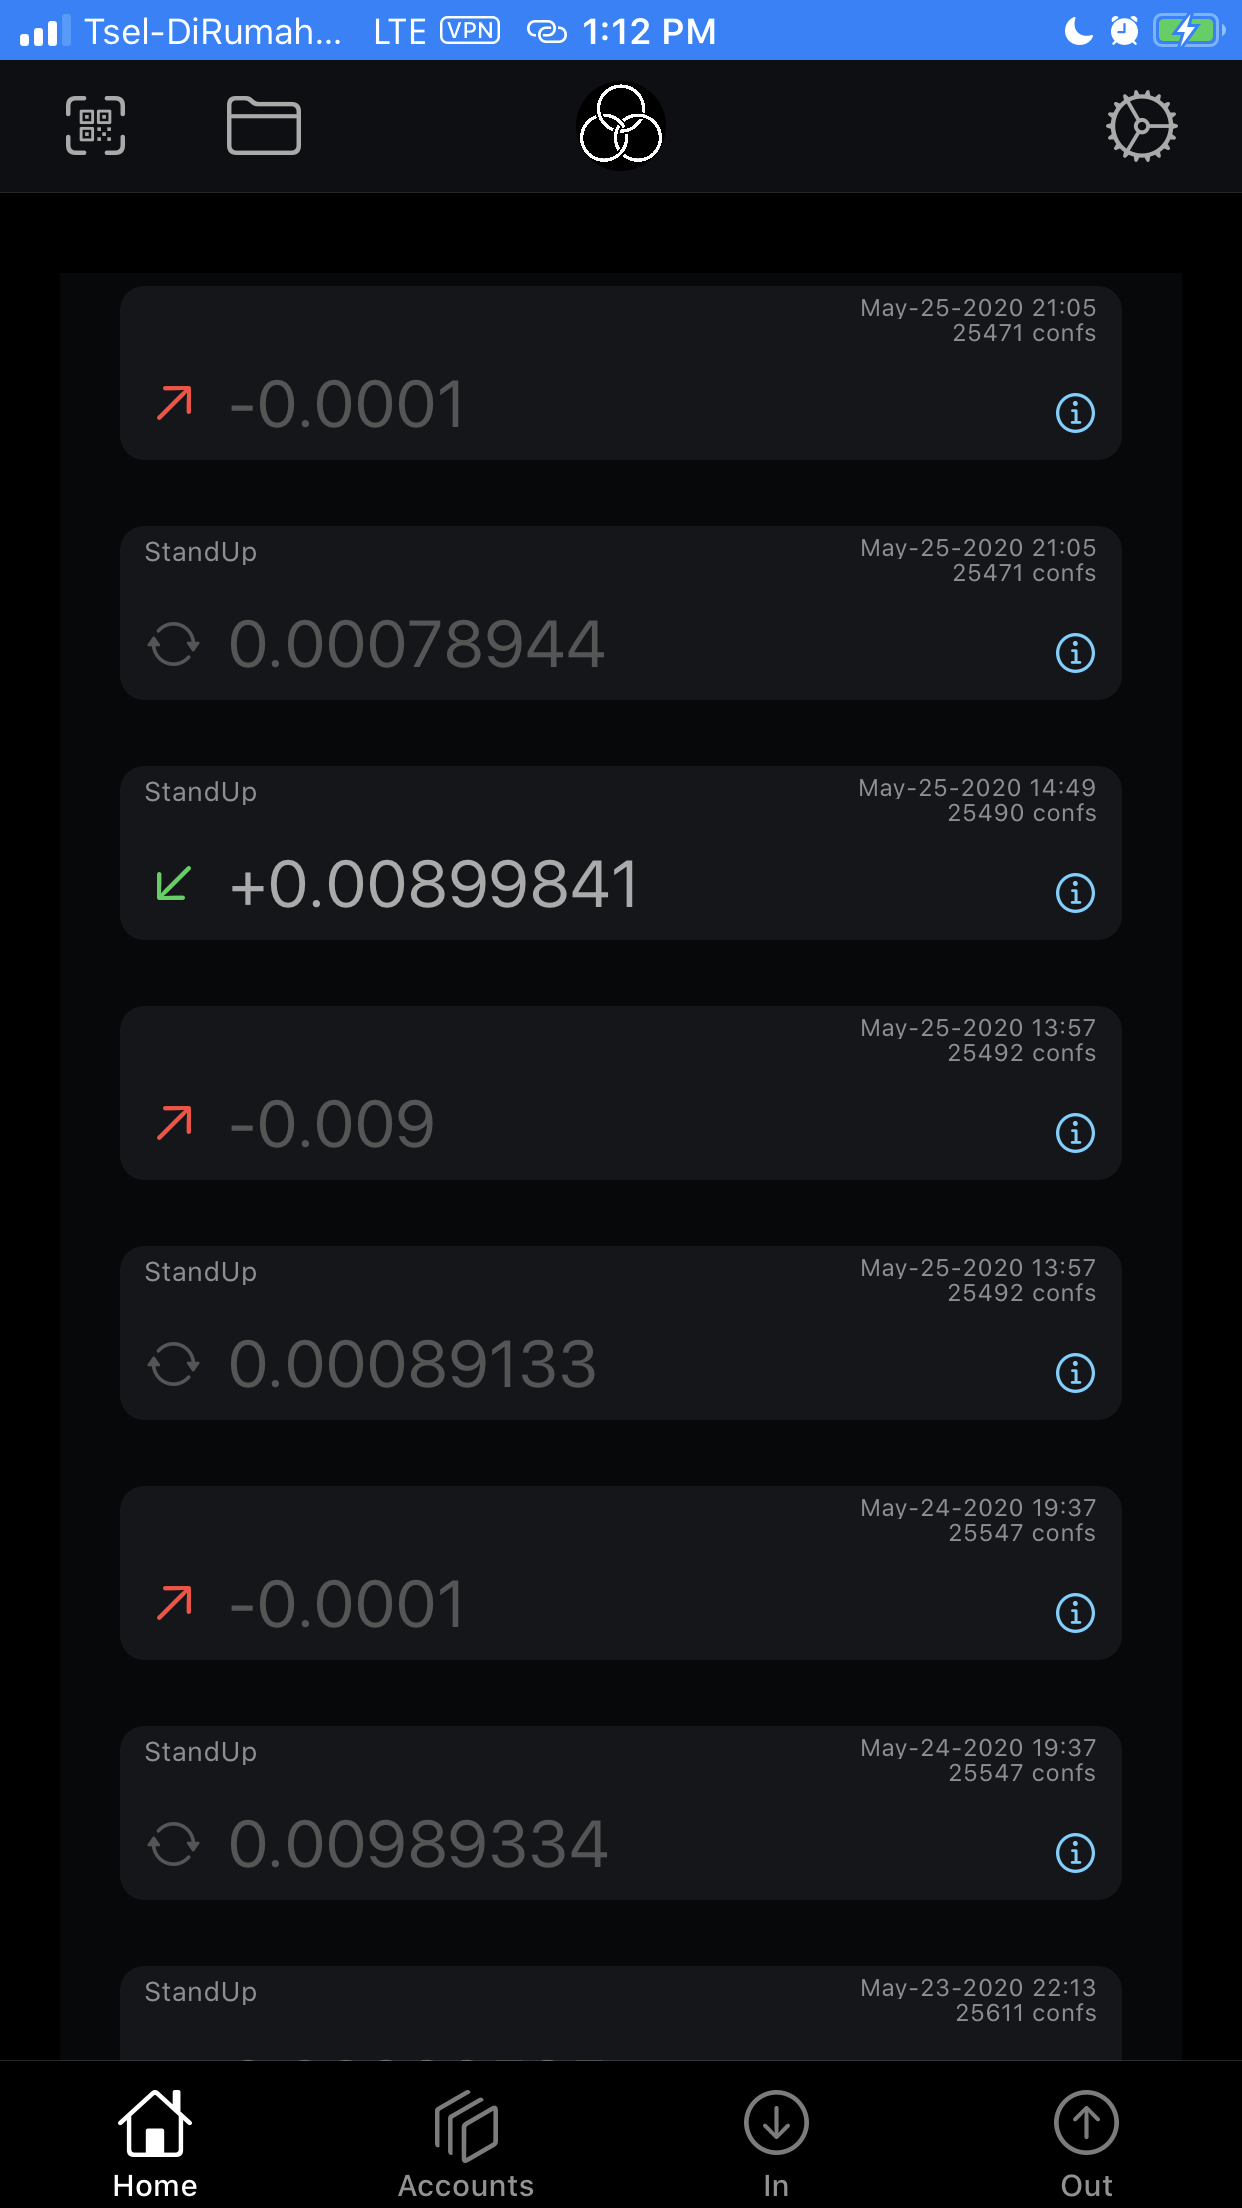 Tsel-DiRumah... LTE VPN 1:12 PM
May-25-2020 21:05
25471 confs
-0.0001
StandUp
May-25-2020 21:05
25471 confs
0.00078944
StandUp
May-25-2020 14:49
25490 confs
+0.00899841
May-25-2020 13:57
25492 confs
-0.009
StandUp
May-25-2020 13:57
25492 confs
0.00089133
May-24-2020 19:37
25547 confs
-0.0001
StandUp
May-24-2020 19:37
25547 confs
0.00989334
StandUp
May-23-2020 22:13
25611 confs
Home
Accounts
In
Out